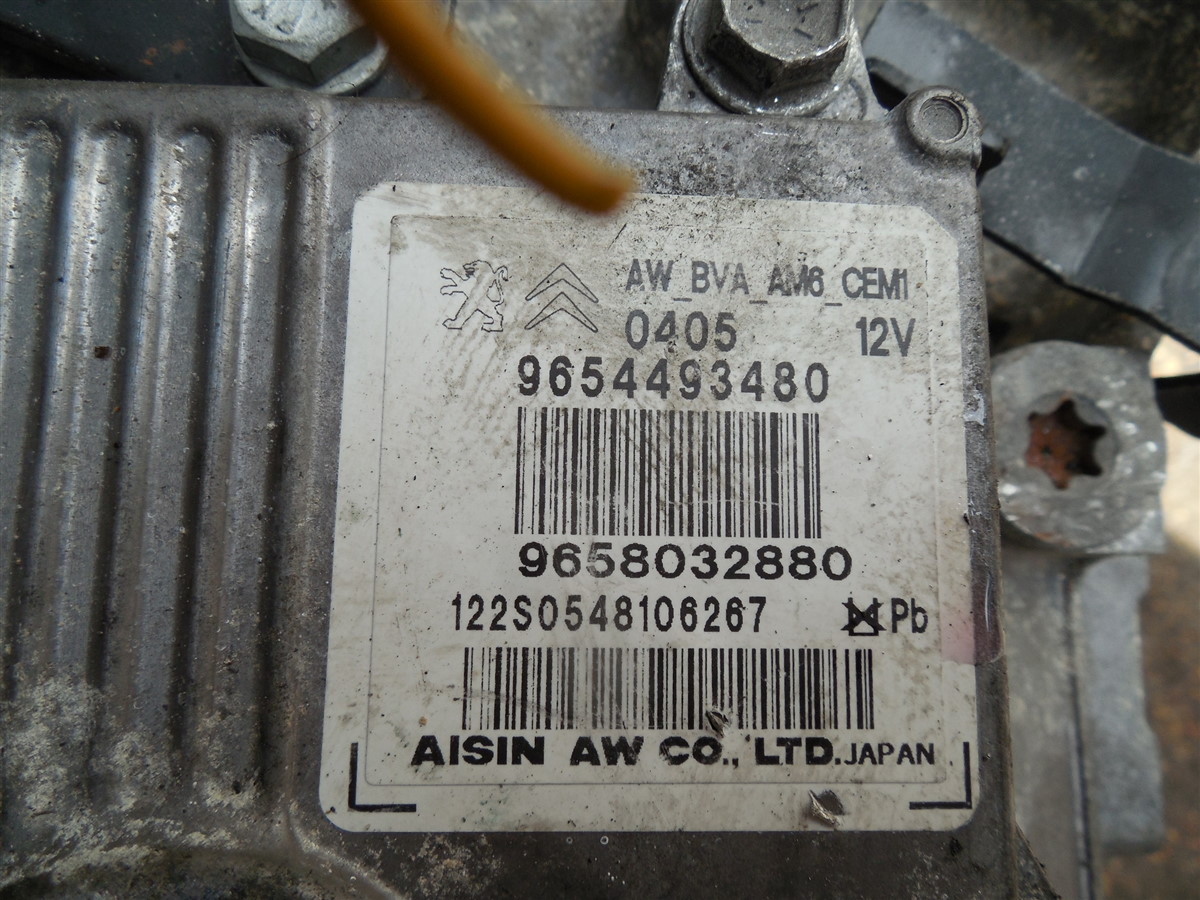 AW_BVA_AM6_CEM1
0405 12V
9654493480
9658032880
122S0548106267 Pb
AISIN AW CO., LTD. JAPAN